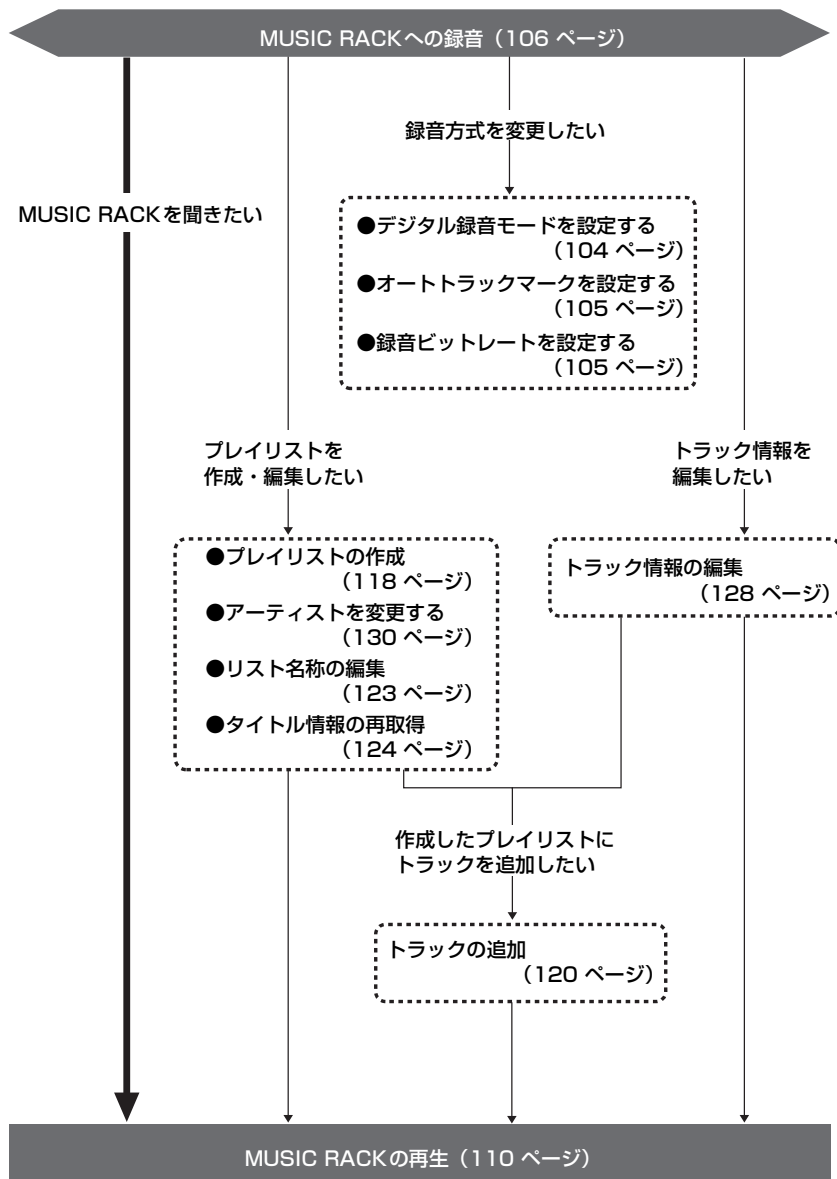 MUSIC RACKへの録音（106 ページ）
録音方式を変更したい
MUSIC RACKを聞きたい
●デジタル録音モードを設定する
（104 ページ）
●オートトラックマークを設定する
（105 ページ）
●録音ビットレートを設定する
（105 ページ）
プレイリストを
作成・編集したい
トラック情報を
編集したい
●プレイリストの作成
（118 ページ）
●アーティストを変更する
（130 ページ）
●リスト名称の編集
（123 ページ）
●タイトル情報の再取得
（124 ページ）
トラック情報の編集
（128 ページ）
作成したプレイリストに
トラックを追加したい
トラックの追加
（120 ページ）
MUSIC RACKの再生（110 ページ）